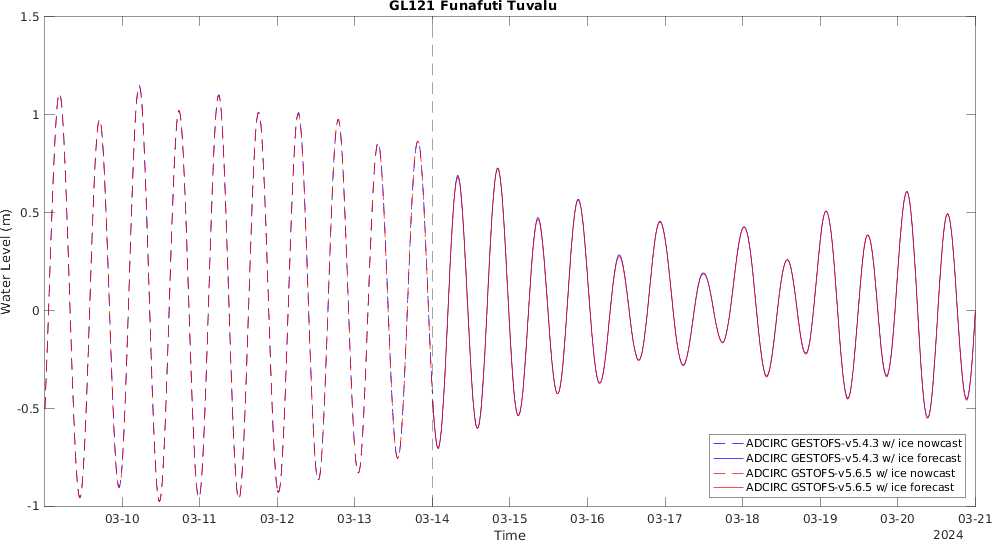 GL121 Funafuti Tuvalu
1.5
1
0.5
0
-0.5
-1
Water Level (m)
ADCIRC GESTOFS-v5.4.3 w/ ice nowcast
ADCIRC GESTOFS-v5.4.3 w/ ice forecast
ADCIRC GSTOFS-v5.6.5 w/ ice nowcast
ADCIRC GSTOFS-v5.6.5 w/ ice forecast
03-10 03-11 03-12 03-13 03-14 03-15 03-16 03-17 03-18 03-19 03-20 03-21
Time
2024